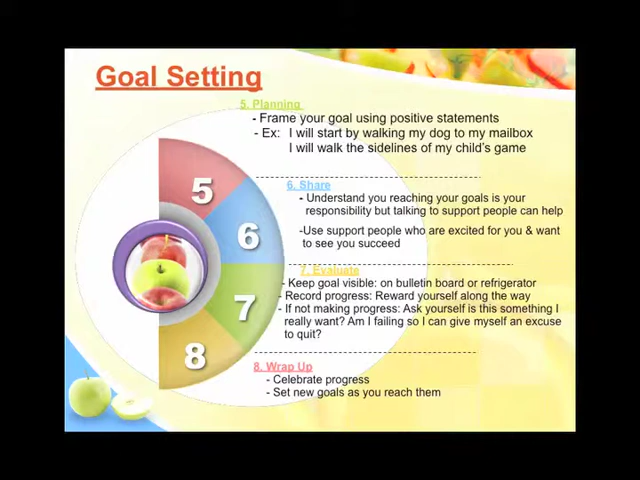 Goal Setting
5. Planning
- Frame your goal using positive statements
- Ex: I will start by walking my dog to my mailbox
I will walk the sidelines of my child's game
6. Share
- Understand you reaching your goals is your
responsibility but talking to support people can help
-Use support people who are excited for you & want
to see you succeed
7. Evaluate
- Keep goal visible: on bulletin board or refrigerator
- Record progress: Reward yourself along the way
- If not making progress: Ask yourself is this something I
really want? Am I failing so I can give myself an excuse
to quit?
8. Wrap Up
- Celebrate progress
- Set new goals as you reach them
5
6
7
8